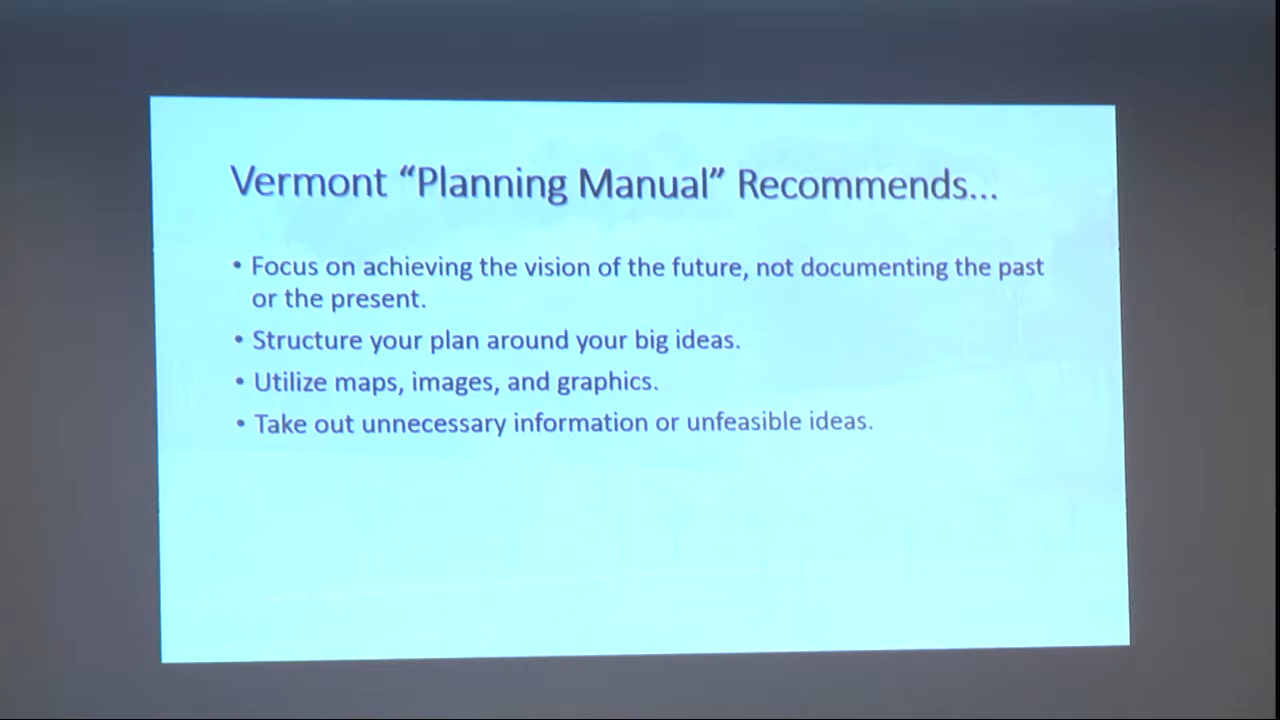 Vermont “Planning Manual” Recommends...
• Focus on achieving the vision of the future, not documenting the past
or the present.
• Structure your plan around your big ideas.
• Utilize maps, images, and graphics.
• Take out unnecessary information or unfeasible ideas.